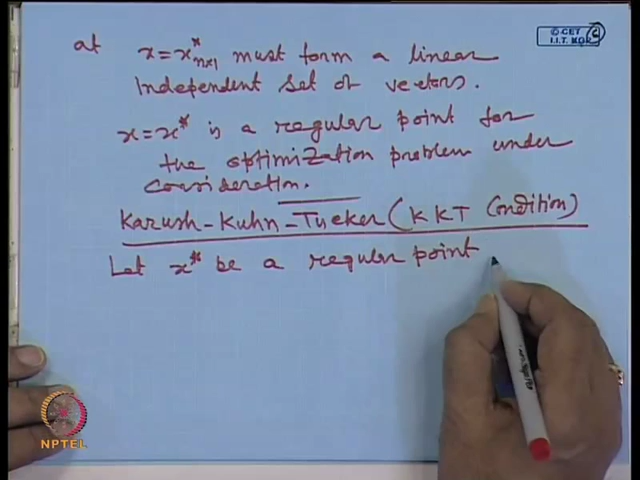 ©CET
I.I.T. KGP
at x = x*ₙₓ₁ must form a linear
Independent set of vectors.
x = x* is a regular point for
the optimization problem under
consideration.
Karush-Kuhn-Tucker (KKT Condition)
Let x* be a regular point
NPTEL